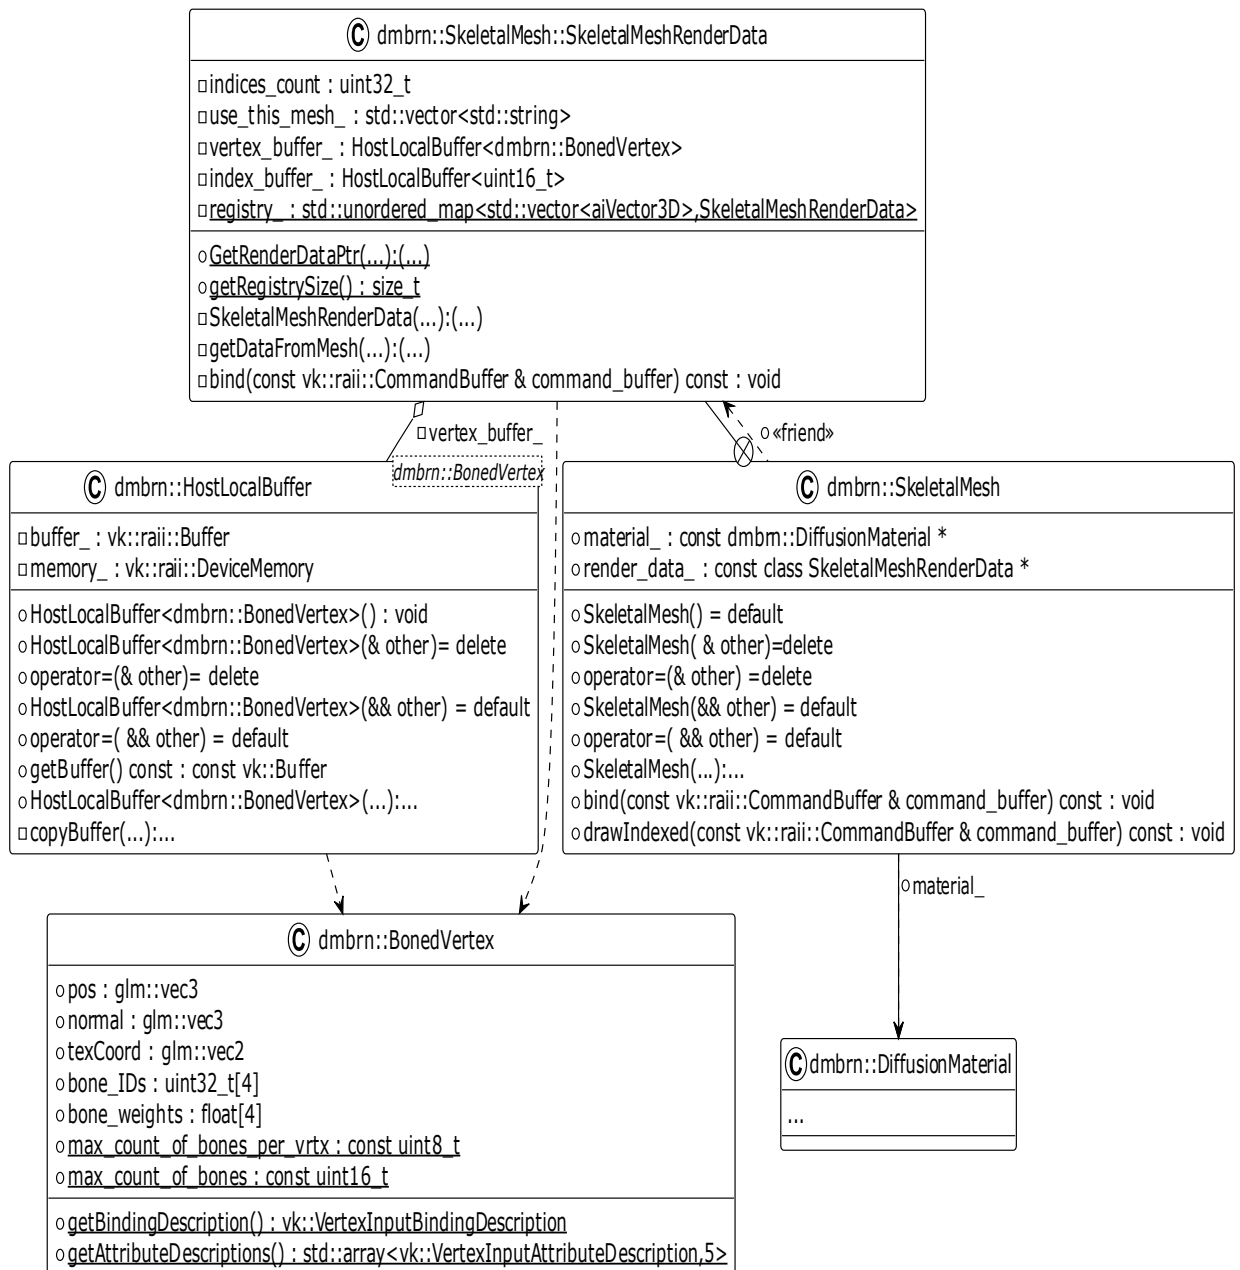 C dmbrn::SkeletalMesh::SkeletalMeshRenderData
indices_count : uint32_t
use_this_mesh_ : std::vector<std::string>
vertex_buffer_ : HostLocalBuffer<dmbrn::BonedVertex>
index_buffer_ : HostLocalBuffer<uint16_t>
registry_ : std::unordered_map<std::vector<aiVector3D>,SkeletalMeshRenderData>
GetRenderDataPtr(...):(...)
getRegistrySize() : size_t
SkeletalMeshRenderData(...):(...)
getDataFromMesh(...):(...)
bind(const vk::raii::CommandBuffer & command_buffer) const : void
vertex_buffer_
«friend»
dmbrn::BonedVertex
C dmbrn::HostLocalBuffer
buffer_ : vk::raii::Buffer
memory_ : vk::raii::DeviceMemory
HostLocalBuffer<dmbrn::BonedVertex>() : void
HostLocalBuffer<dmbrn::BonedVertex>(& other)= delete
operator=(& other)= delete
HostLocalBuffer<dmbrn::BonedVertex>(&& other) = default
operator=( && other) = default
getBuffer() const : const vk::Buffer
HostLocalBuffer<dmbrn::BonedVertex>(...):...
copyBuffer(...):...
C dmbrn::SkeletalMesh
material_ : const dmbrn::DiffusionMaterial *
render_data_ : const class SkeletalMeshRenderData *
SkeletalMesh() = default
SkeletalMesh( & other)=delete
operator=(& other) =delete
SkeletalMesh(&& other) = default
operator=( && other) = default
SkeletalMesh(...):...
bind(const vk::raii::CommandBuffer & command_buffer) const : void
drawIndexed(const vk::raii::CommandBuffer & command_buffer) const : void
material_
C dmbrn::BonedVertex
pos : glm::vec3
normal : glm::vec3
texCoord : glm::vec2
bone_IDs : uint32_t[4]
bone_weights : float[4]
max_count_of_bones_per_vrtx : const uint8_t
max_count_of_bones : const uint16_t
getBindingDescription() : vk::VertexInputBindingDescription
getAttributeDescriptions() : std::array<vk::VertexInputAttributeDescription,5>
C dmbrn::DiffusionMaterial
...